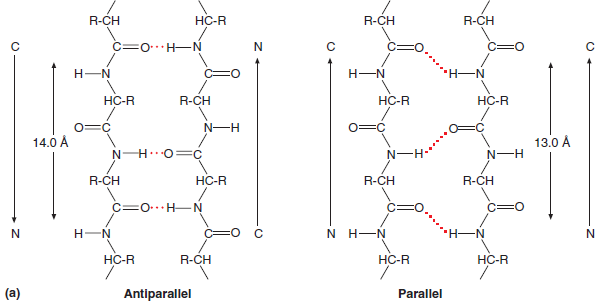 R-CH HC-R R-CH R-CH
C C=O···H—N N C C=O C=O C
H—N C=O H—N H—N
HC-R R-CH HC-R HC-R
O=C N—H O=C O=C
14.0 Å 13.0 Å
N—H···O=C N—H N—H
R-CH HC-R R-CH R-CH
C=O···H—N C=O C=O
N H—N C=O C N H—N H—N N
HC-R R-CH HC-R HC-R
(a) Antiparallel Parallel